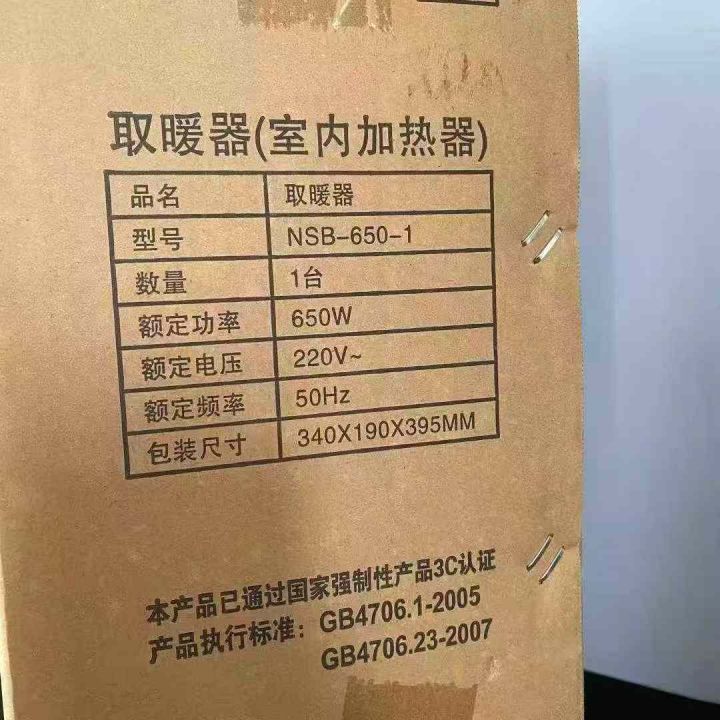 取暖器(室内加热器)
品名 取暖器
型号 NSB-650-1
数量 1台
额定功率 650W
额定电压 220V~
额定频率 50Hz
包装尺寸 340X190X395MM
本产品已通过国家强制性产品3C认证
产品执行标准：GB4706.1-2005
GB4706.23-2007